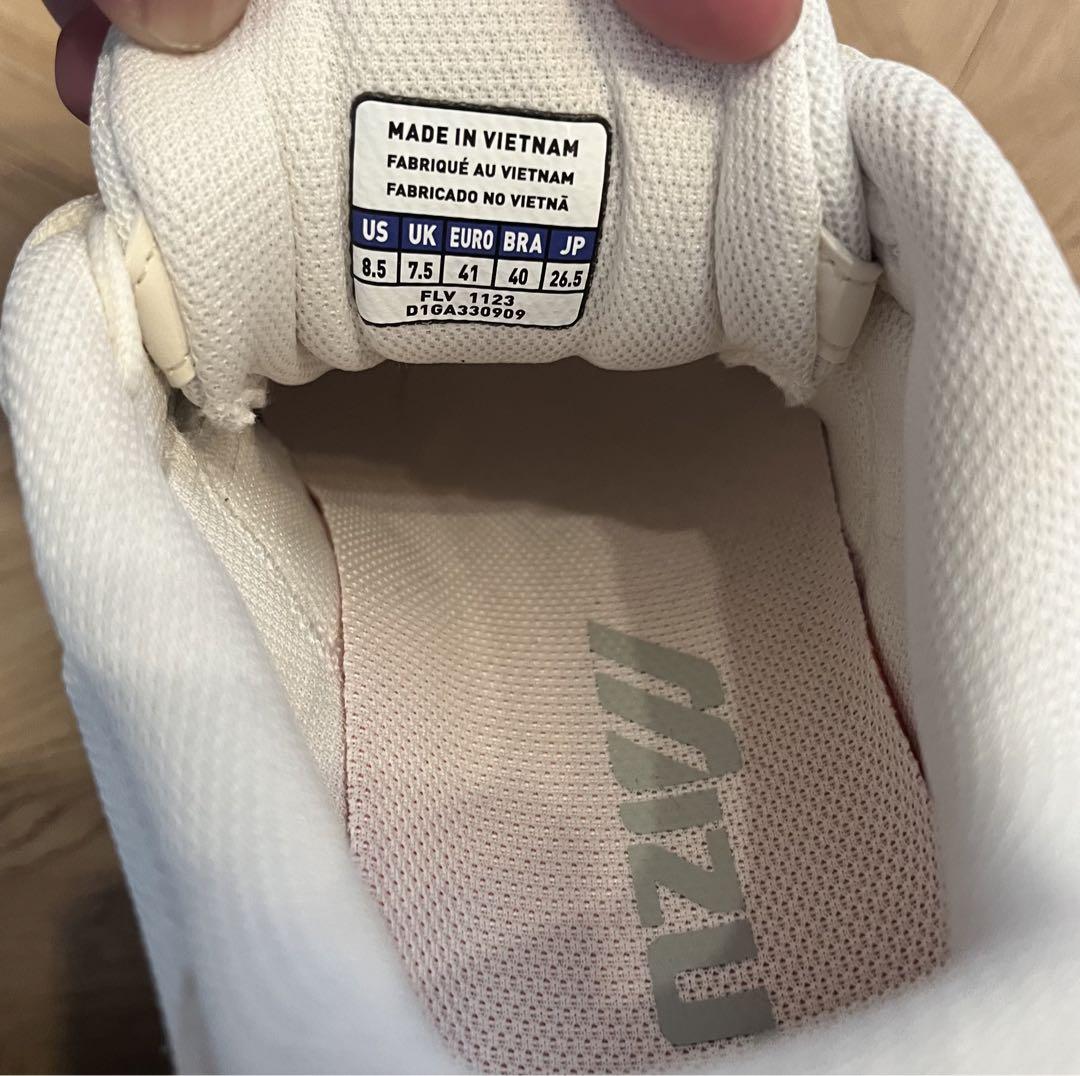 MADE IN VIETNAM
FABRIQUÉ AU VIETNAM
FABRICADO NO VIETNÃ
US UK EURO BRA JP
8.5 7.5 41 40 26.5
FLV 1123
D1GA330909
MIZU